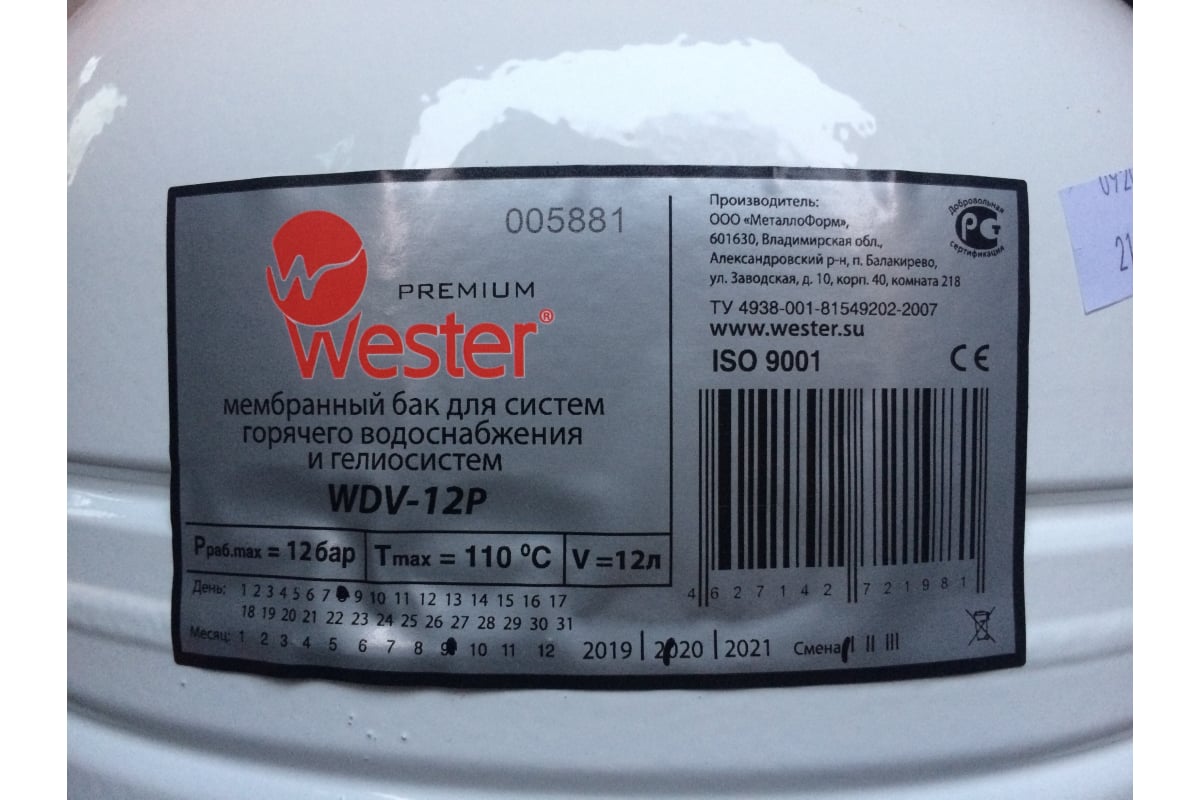 005881
W
PREMIUM
Wester®
мембранный бак для систем
горячего водоснабжения
и гелиосистем
WDV-12P
Pраб.max = 12 бар
Tmax = 110 ºC
V =12л
День: 1 2 3 4 5 6 7 8 9 10 11 12 13 14 15 16 17
18 19 20 21 22 23 24 25 26 27 28 29 30 31
Месяц: 1 2 3 4 5 6 7 8 9 10 11 12 2019 | 2020 | 2021 Смена I II III
Производитель:
ООО «МеталлоФорм»,
601630, Владимирская обл.,
Александровский р-н, п. Балакирево,
ул. Заводская, д. 10, корп. 40, комната 218
ТУ 4938-001-81549202-2007
www.wester.su
ISO 9001
CE
Добровольная
РСТ
сертификация
4 627142 721981
21